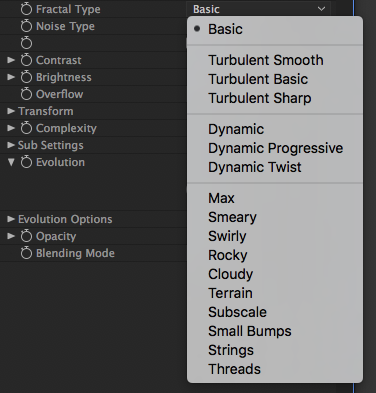 Fractal Type
Basic
Noise Type
Contrast
Brightness
Overflow
Transform
Complexity
Sub Settings
Evolution
Evolution Options
Opacity
Blending Mode
Basic
Turbulent Smooth
Turbulent Basic
Turbulent Sharp
Dynamic
Dynamic Progressive
Dynamic Twist
Max
Smeary
Swirly
Rocky
Cloudy
Terrain
Subscale
Small Bumps
Strings
Threads